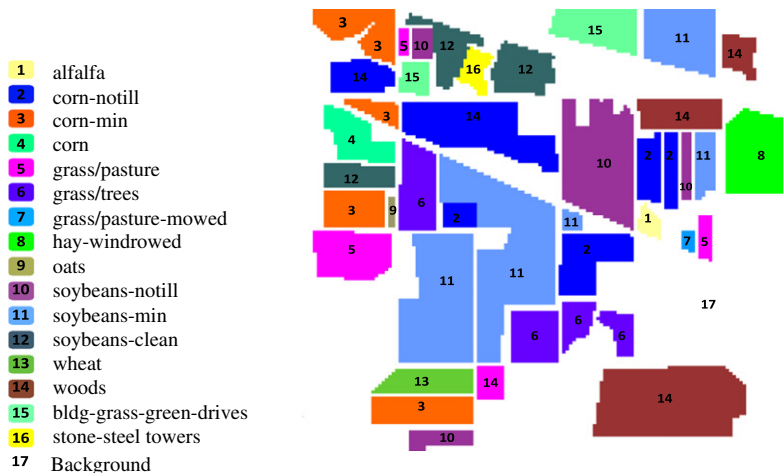 1 alfalfa
2 corn-notill
3 corn-min
4 corn
5 grass/pasture
6 grass/trees
7 grass/pasture-mowed
8 hay-windrowed
9 oats
10 soybeans-notill
11 soybeans-min
12 soybeans-clean
13 wheat
14 woods
15 bldg-grass-green-drives
16 stone-steel towers
17 Background
3 15
3 5 10 12 11
14
16 12
14 15
3 14 14
4
10 2 2 11 8
12
10
3 9 6 2 11 1
5 2 7 5
11 11
17
6 6 6
13 14
3 14
10